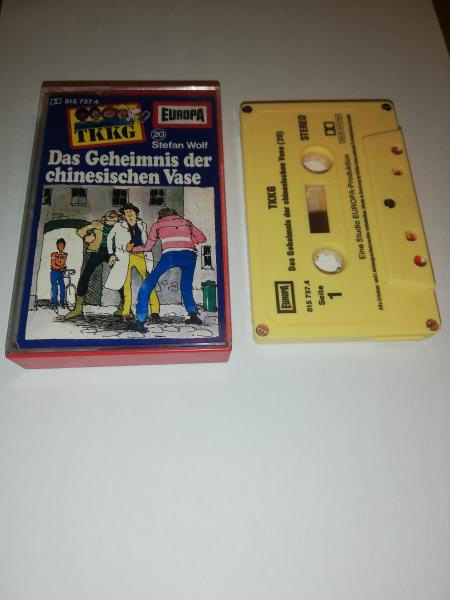 515 737.4
TKKG
EUROPA
20
Stefan Wolf
Das Geheimnis der
chinesischen Vase
STEREO
TKKG
Das Geheimnis der chinesischen Vase (20)
Eine Studio EUROPA-Produktion
EUROPA
515 737.4
Seite
1